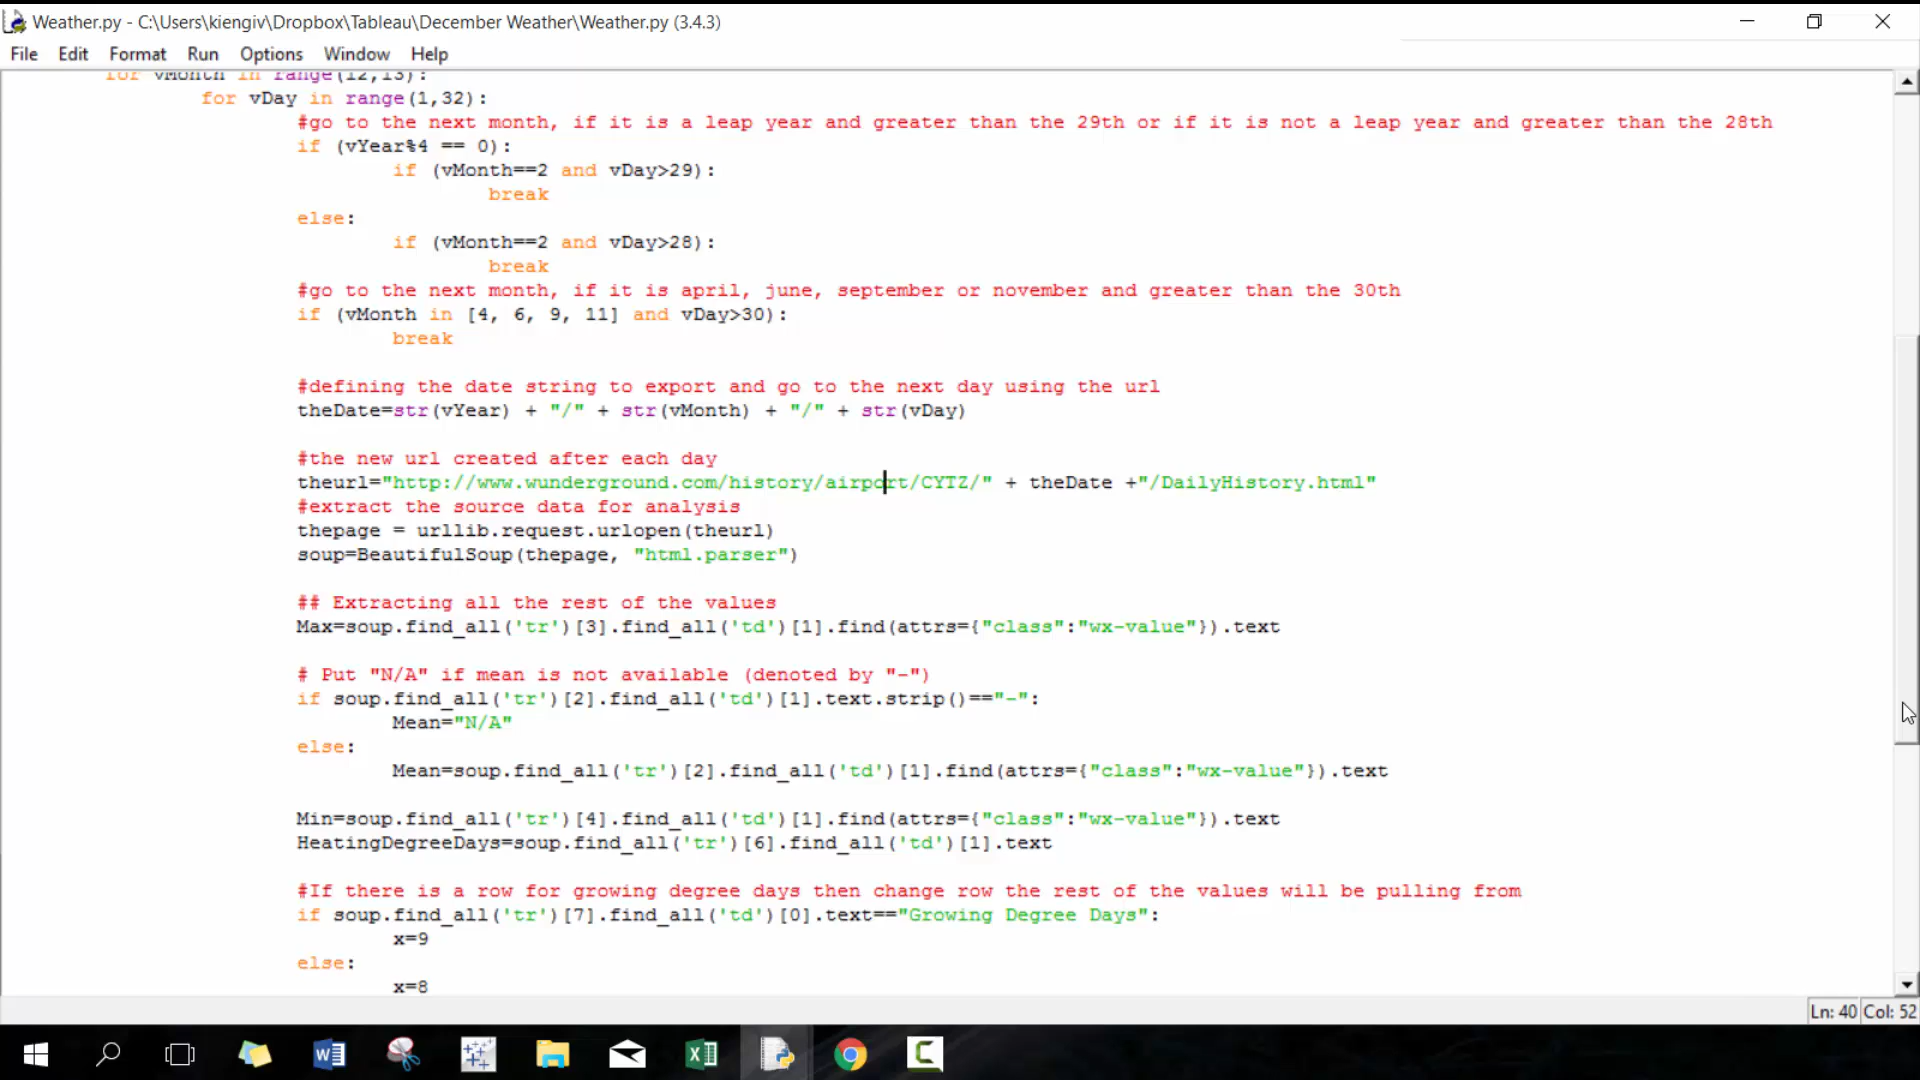 Weather.py - C:\Users\kiengiv\Dropbox\Tableau\December Weather\Weather.py (3.4.3)
File Edit Format Run Options Window Help
for vMonth in range(12,13):
for vDay in range(1,32):
#go to the next month, if it is a leap year and greater than the 29th or if it is not a leap year and greater than the 28th
if (vYear%4 == 0):
if (vMonth==2 and vDay>29):
break
else:
if (vMonth==2 and vDay>28):
break
#go to the next month, if it is april, june, september or november and greater than the 30th
if (vMonth in [4, 6, 9, 11] and vDay>30):
break
#defining the date string to export and go to the next day using the url
theDate=str(vYear) + "/" + str(vMonth) + "/" + str(vDay)
#the new url created after each day
theurl="http://www.wunderground.com/history/airport/CYTZ/" + theDate +"/DailyHistory.html"
#extract the source data for analysis
thepage = urllib.request.urlopen(theurl)
soup=BeautifulSoup(thepage, "html.parser")
## Extracting all the rest of the values
Max=soup.find_all('tr')[3].find_all('td')[1].find(attrs={"class":"wx-value"}).text
# Put "N/A" if mean is not available (denoted by "-")
if soup.find_all('tr')[2].find_all('td')[1].text.strip()=="-":
Mean="N/A"
else:
Mean=soup.find_all('tr')[2].find_all('td')[1].find(attrs={"class":"wx-value"}).text
Min=soup.find_all('tr')[4].find_all('td')[1].find(attrs={"class":"wx-value"}).text
HeatingDegreeDays=soup.find_all('tr')[6].find_all('td')[1].text
#If there is a row for growing degree days then change row the rest of the values will be pulling from
if soup.find_all('tr')[7].find_all('td')[0].text=="Growing Degree Days":
x=9
else:
x=8
Ln: 40 Col: 52